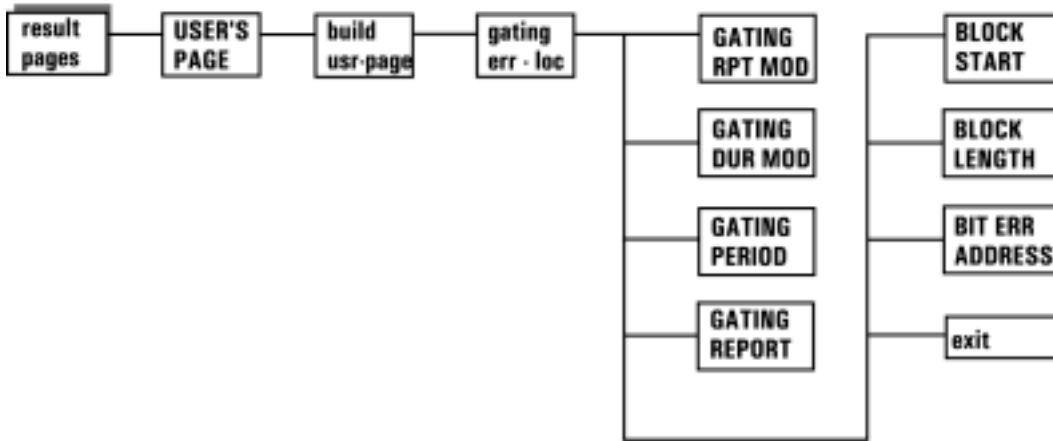 result
pages
USER'S
PAGE
build
usr-page
gating
err - loc
GATING
RPT MOD
GATING
DUR MOD
GATING
PERIOD
GATING
REPORT
BLOCK
START
BLOCK
LENGTH
BIT ERR
ADDRESS
exit